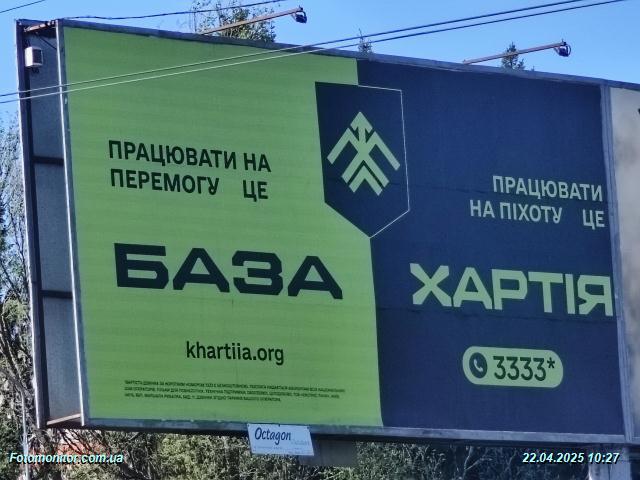 ПРАЦЮВАТИ НА
ПЕРЕМОГУ ЦЕ
БАЗА
khartiia.org
ПРАЦЮВАТИ
НА ПІХОТУ ЦЕ
ХАРТІЯ
3333*
Octagon
Fotomonitor.com.ua
22.04.2025 10:27